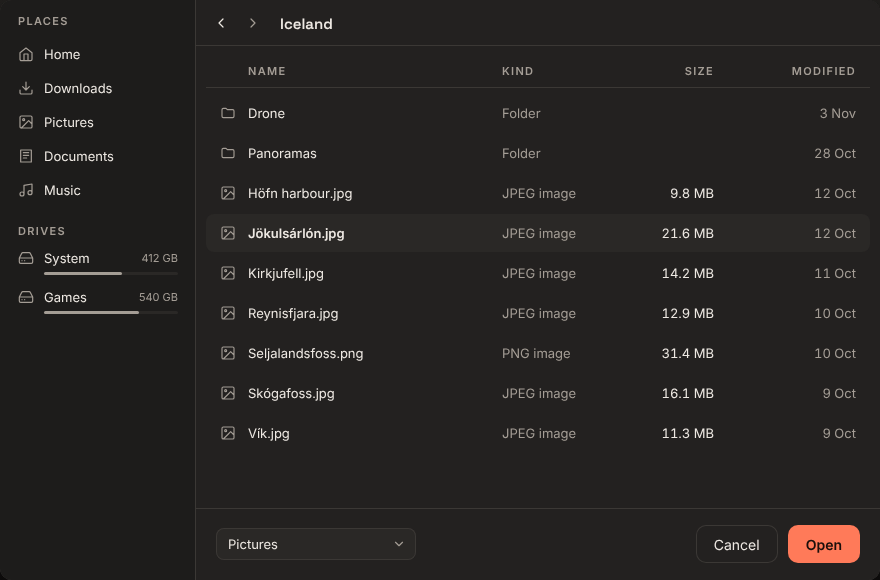 PLACES
Home
Downloads
Pictures
Documents
Music
DRIVES
System 412 GB
Games 540 GB
Iceland
NAME KIND SIZE MODIFIED
Drone Folder 3 Nov
Panoramas Folder 28 Oct
Höfn harbour.jpg JPEG image 9.8 MB 12 Oct
Jökulsárlón.jpg JPEG image 21.6 MB 12 Oct
Kirkjufell.jpg JPEG image 14.2 MB 11 Oct
Reynisfjara.jpg JPEG image 12.9 MB 10 Oct
Seljalandsfoss.png PNG image 31.4 MB 10 Oct
Skógafoss.jpg JPEG image 16.1 MB 9 Oct
Vík.jpg JPEG image 11.3 MB 9 Oct
Pictures Cancel Open